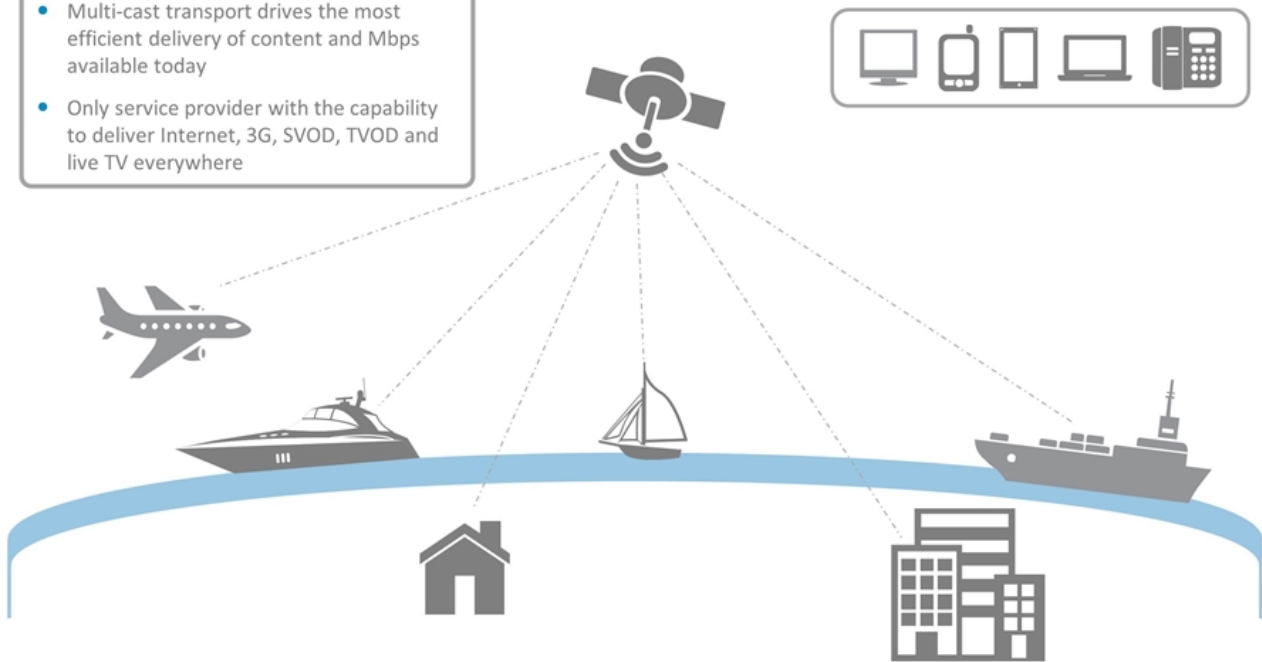 Multi-cast transport drives the most
efficient delivery of content and Mbps
available today
Only service provider with the capability
to deliver Internet, 3G, SVOD, TVOD and
live TV everywhere